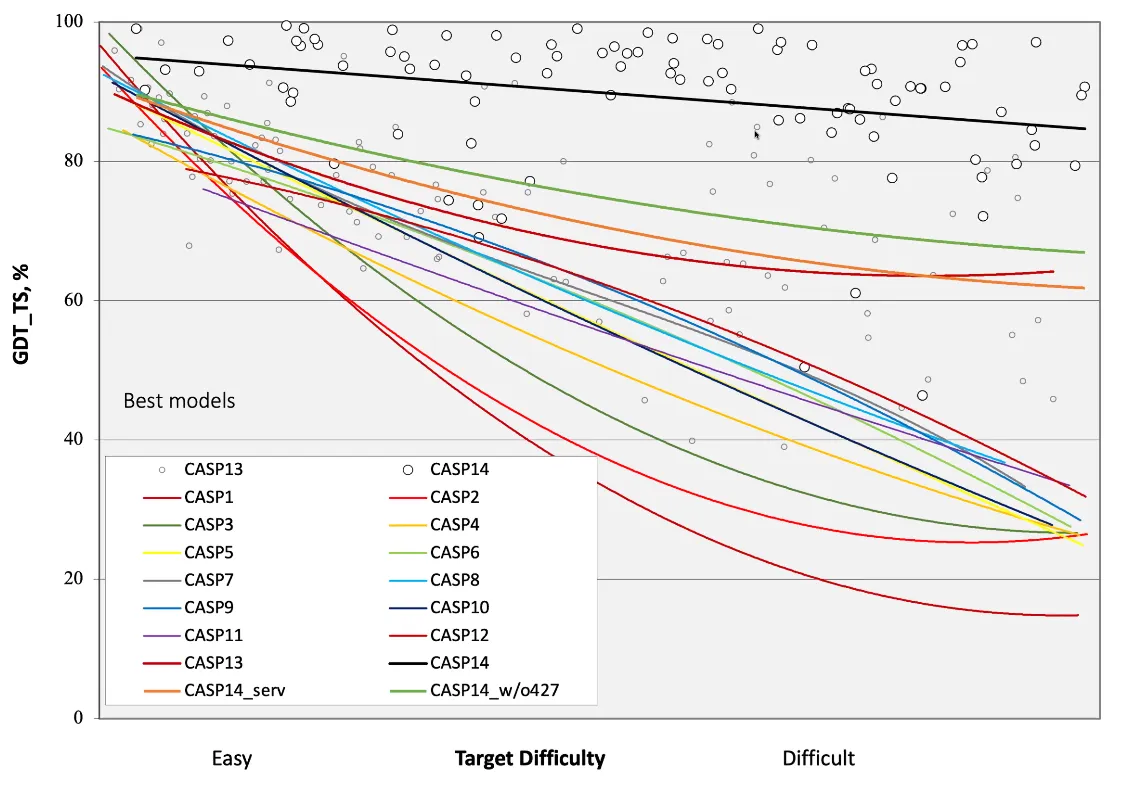 100
80
60
40
20
0
GDT_TS, %
Best models
CASP13 CASP14
CASP1 CASP2
CASP3 CASP4
CASP5 CASP6
CASP7 CASP8
CASP9 CASP10
CASP11 CASP12
CASP13 CASP14
CASP14_serv CASP14_w/o427
Easy Target Difficulty Difficult